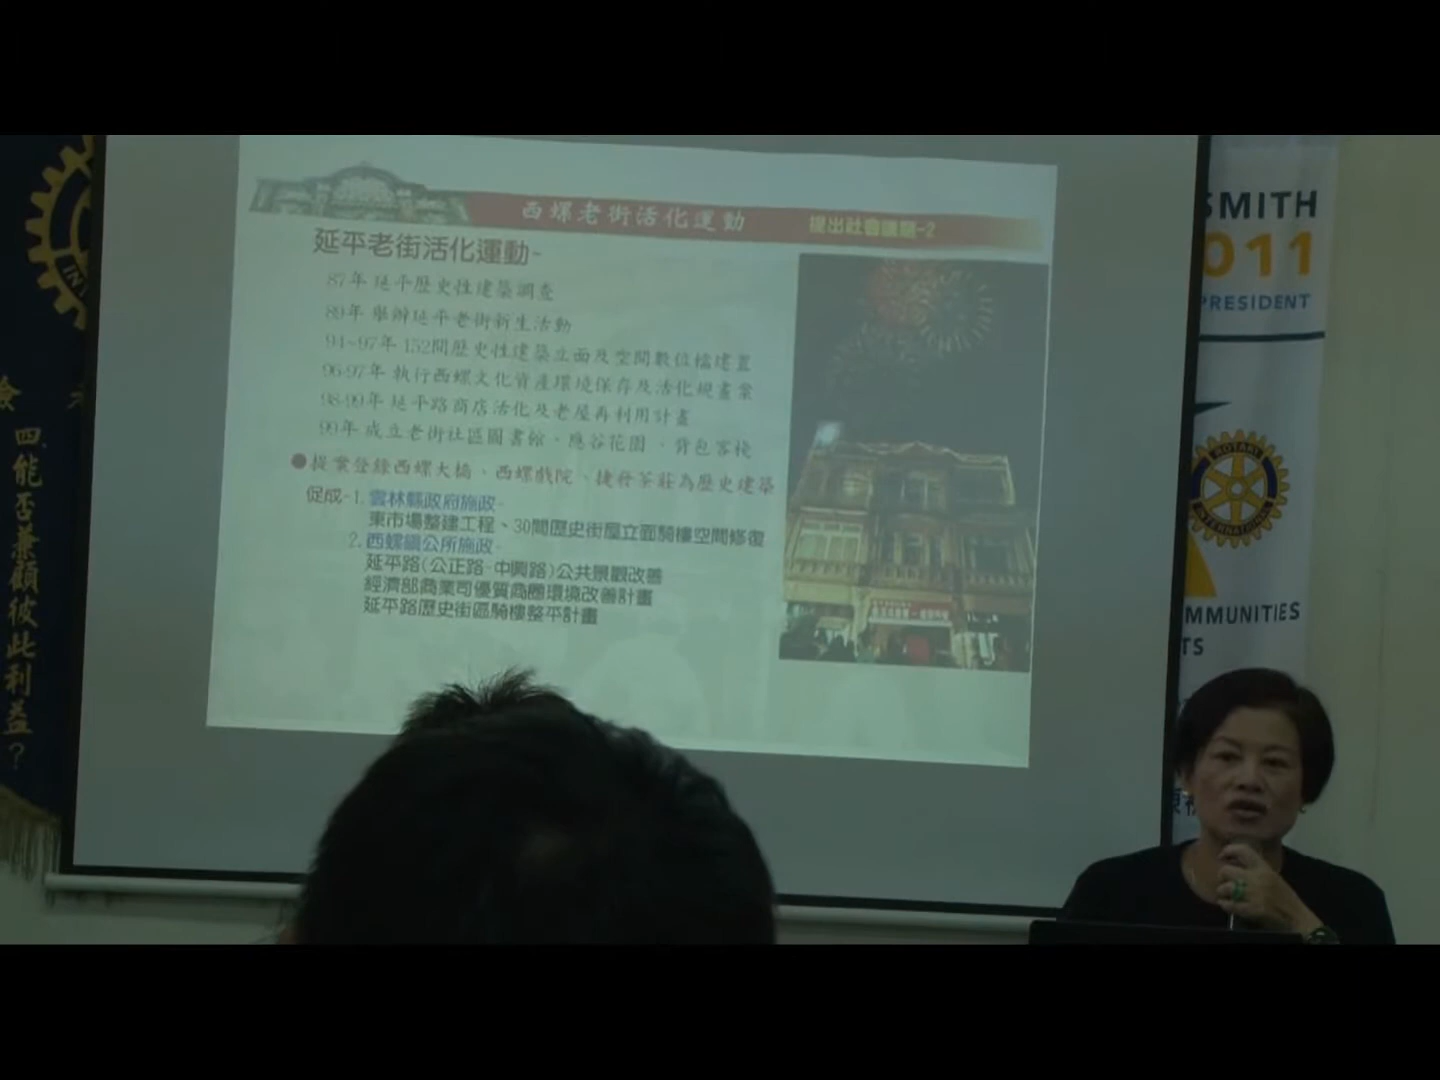 西螺老街活化運動 提出社會議題-2
延平老街活化運動~
87年 延平歷史性建築調查
89年 舉辦延平老街新生活動
94~97年 152間歷史性建築立面及空間數位檔建置
96-97年 執行西螺文化資產環境保存及活化規畫案
98-99年 延平路商店活化及老屋再利用計畫
99年 成立老街社區圖書館、應谷花園、背包客棧
●提案登錄西螺大橋、西螺戲院、捷發茶莊為歷史建築
促成-1.雲林縣政府施政-
東市場整建工程、30間歷史街屋立面騎樓空間修復
2.西螺鎮公所施政-
延平路(公正路-中興路)公共景觀改善
經濟部商業司優質商圈環境改善計畫
延平路歷史街區騎樓整平計畫
四.能否兼顧彼此利益？
SMITH
2011
PRESIDENT
ROTARY
INTERNATIONAL
MMUNITIES
TS